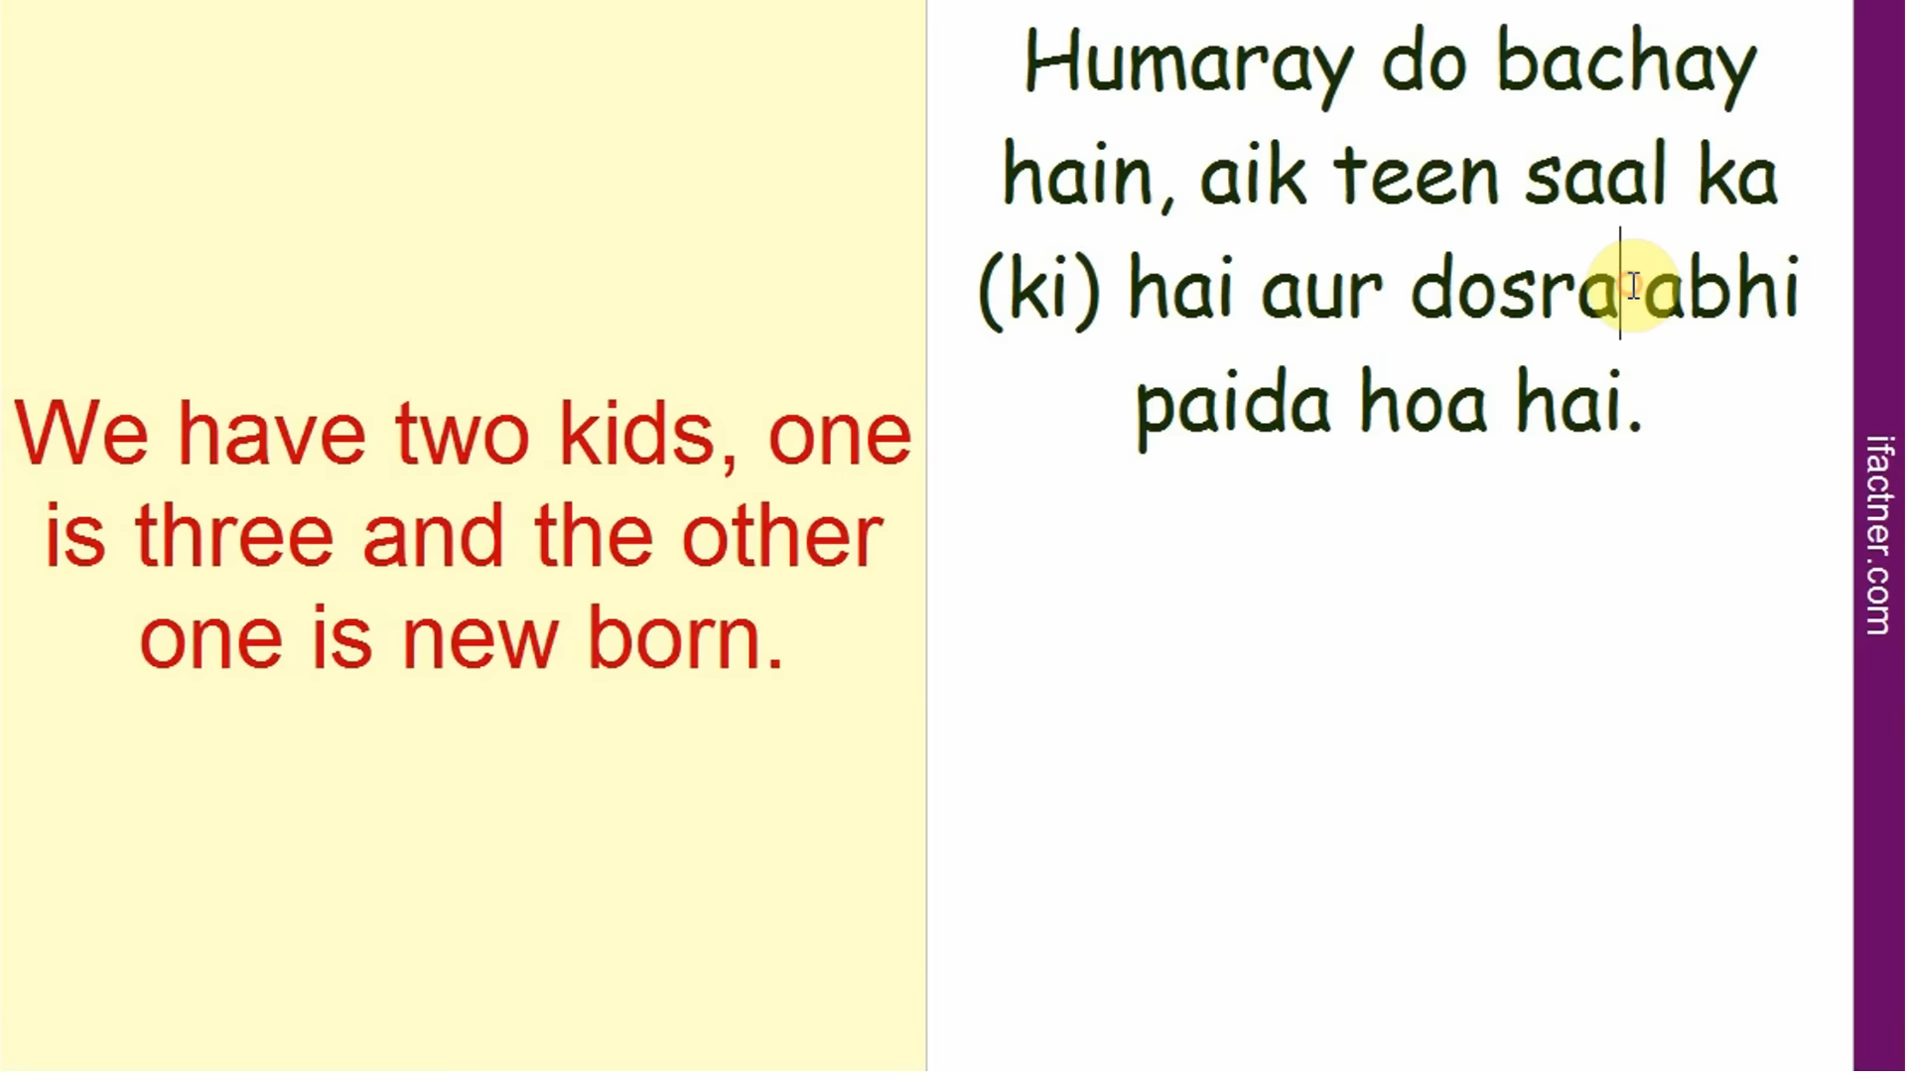 We have two kids, one
is three and the other
one is new born.
Humaray do bachay
hain, aik teen saal ka
(ki) hai aur dosra abhi
paida hoa hai.
ifactner.com